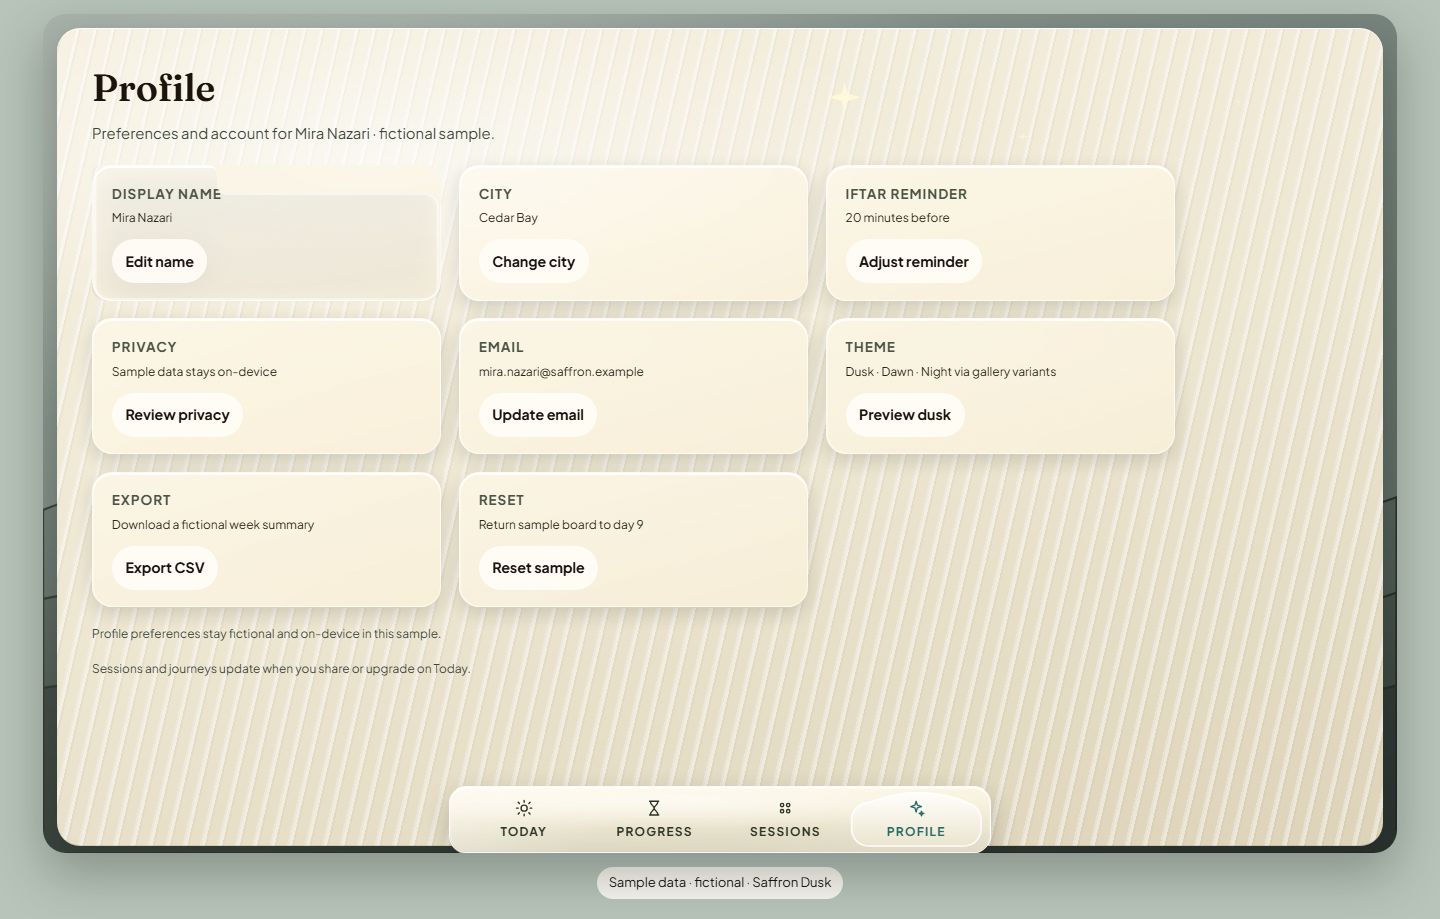 Profile
Preferences and account for Mira Nazari · fictional sample.
DISPLAY NAME
Mira Nazari
Edit name
CITY
Cedar Bay
Change city
IFTAR REMINDER
20 minutes before
Adjust reminder
PRIVACY
Sample data stays on-device
Review privacy
EMAIL
mira.nazari@saffron.example
Update email
THEME
Dusk · Dawn · Night via gallery variants
Preview dusk
EXPORT
Download a fictional week summary
Export CSV
RESET
Return sample board to day 9
Reset sample
Profile preferences stay fictional and on-device in this sample.
Sessions and journeys update when you share or upgrade on Today.
TODAY
PROGRESS
SESSIONS
PROFILE
Sample data · fictional · Saffron Dusk